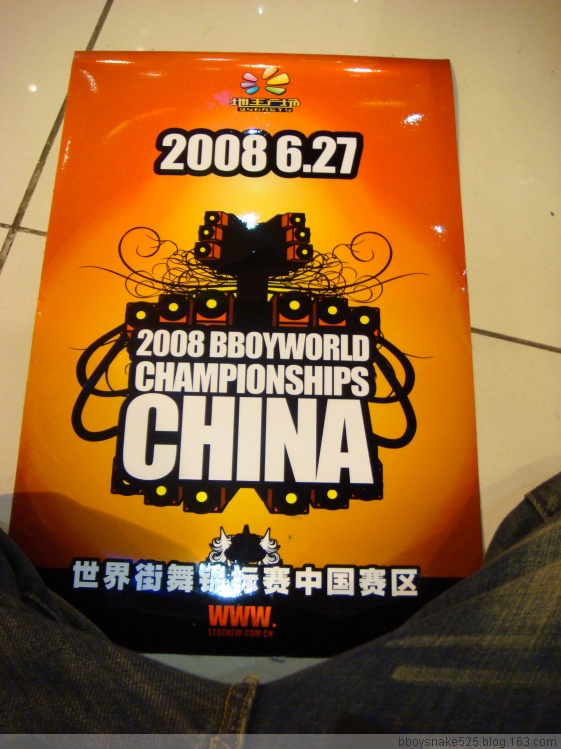 地王广场
DYNASTY
2008 6.27
2008 BBOYWORLD
CHAMPIONSHIPS
CHINA
世界街舞锦标赛中国赛区
WWW.
STOCREW.COM.CN
bboysnake525.blog.163.com